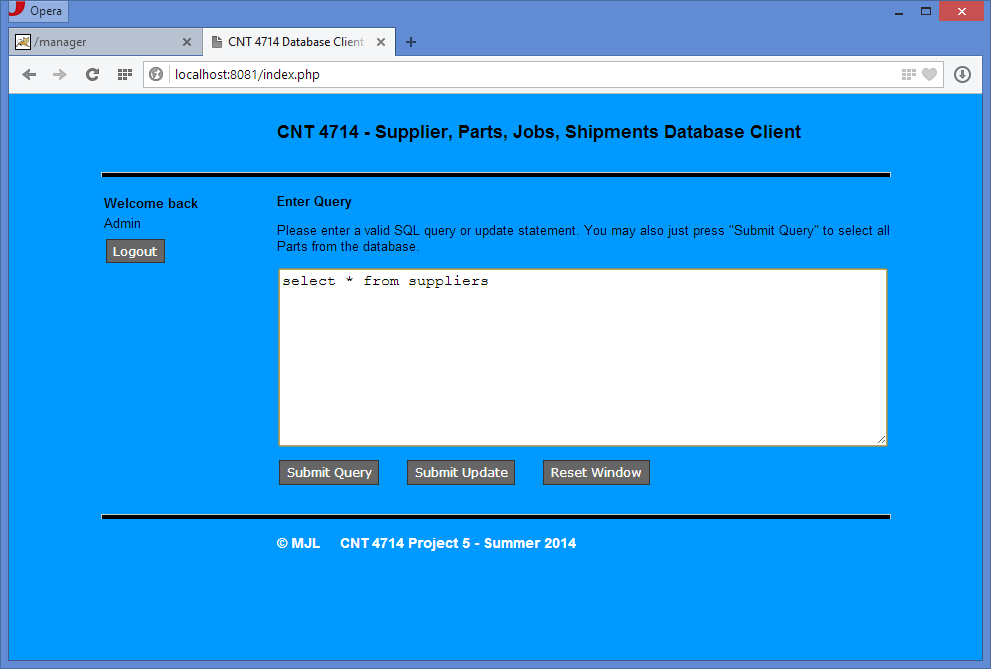 Opera
/manager
CNT 4714 Database Client
localhost:8081/index.php
CNT 4714 - Supplier, Parts, Jobs, Shipments Database Client
Welcome back
Admin
Logout
Enter Query
Please enter a valid SQL query or update statement. You may also just press "Submit Query" to select all
Parts from the database.
select * from suppliers
Submit Query Submit Update Reset Window
© MJL CNT 4714 Project 5 - Summer 2014